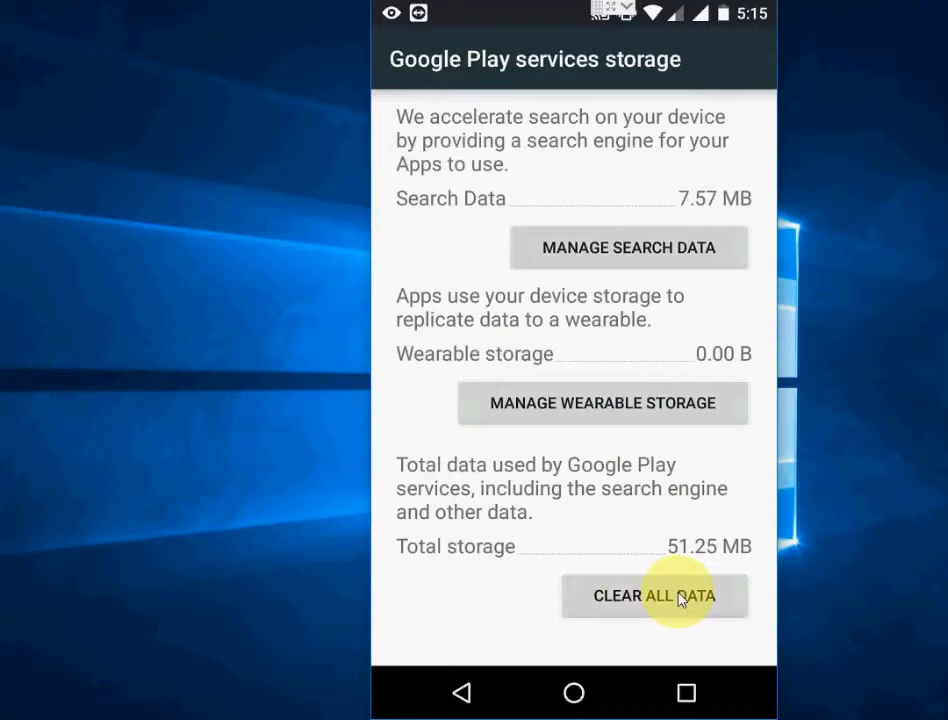 5:15
Google Play services storage
We accelerate search on your device
by providing a search engine for your
Apps to use.
Search Data 7.57 MB
MANAGE SEARCH DATA
Apps use your device storage to
replicate data to a wearable.
Wearable storage 0.00 B
MANAGE WEARABLE STORAGE
Total data used by Google Play
services, including the search engine
and other data.
Total storage 51.25 MB
CLEAR ALL DATA